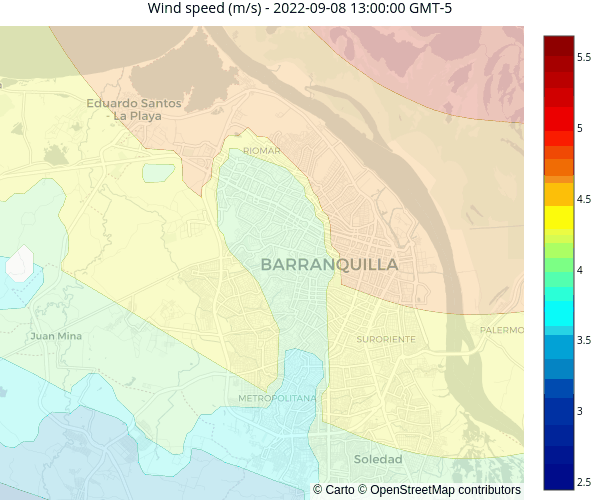 Wind speed (m/s) - 2022-09-08 13:00:00 GMT-5
5.5
Eduardo Santos
- La Playa
5
RIOMAR
4.5
BARRANQUILLA
4
Juan Mina
SURORIENTE
PALERMO
3.5
METROPOLITANA
3
Soledad
2.5
© Carto © OpenStreetMap contributors